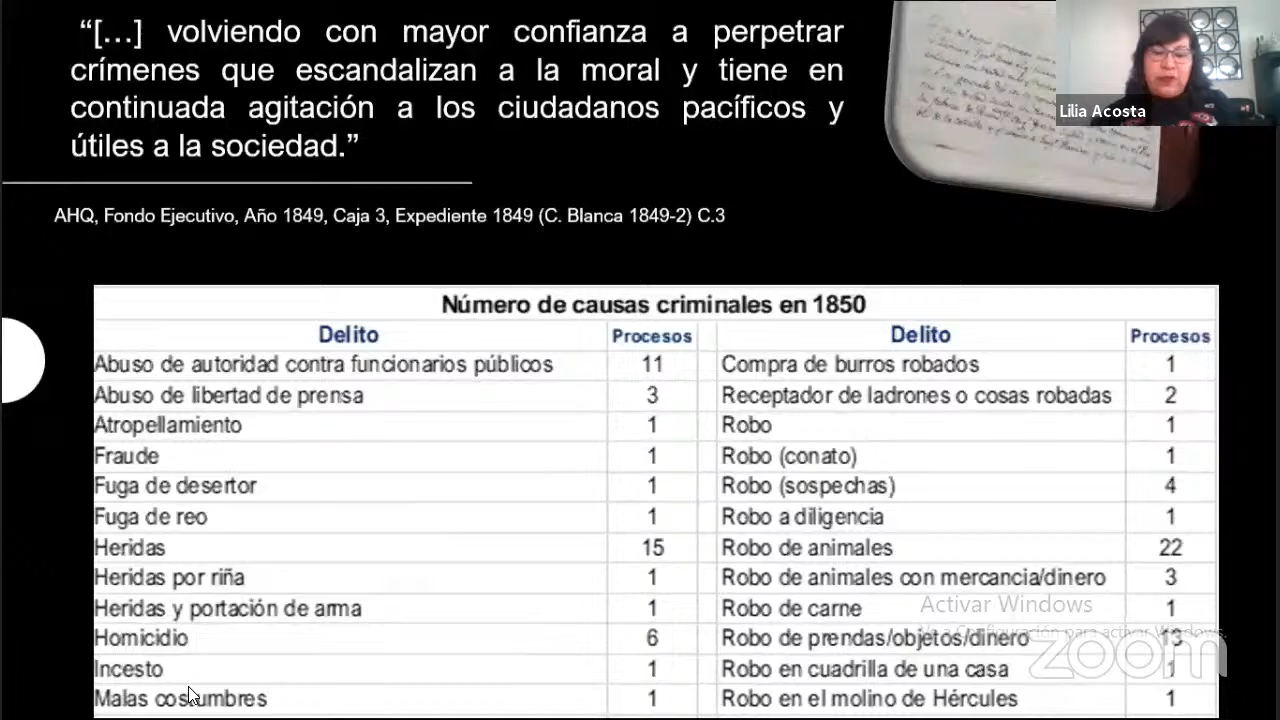 “[…] volviendo con mayor confianza a perpetrar
crímenes que escandalizan a la moral y tiene en
continuada agitación a los ciudadanos pacíficos y
útiles a la sociedad.”
Lilia Acosta
AHQ, Fondo Ejecutivo, Año 1849, Caja 3, Expediente 1849 (C. Blanca 1849-2) C.3
Número de causas criminales en 1850
Delito Procesos Delito Procesos
Abuso de autoridad contra funcionarios públicos 11 Compra de burros robados 1
Abuso de libertad de prensa 3 Receptador de ladrones o cosas robadas 2
Atropellamiento 1 Robo 1
Fraude 1 Robo (conato) 1
Fuga de desertor 1 Robo (sospechas) 4
Fuga de reo 1 Robo a diligencia 1
Heridas 15 Robo de animales 22
Heridas por riña 1 Robo de animales con mercancia/dinero 3
Heridas y portación de arma 1 Robo de carne 1
Homicidio 6 Robo de prendas/objetos/dinero 13
Incesto 1 Robo en cuadrilla de una casa 1
Malas costumbres 1 Robo en el molino de Hércules 1
Activar Windows
Ve a Configuración para activar Windows.
zoom